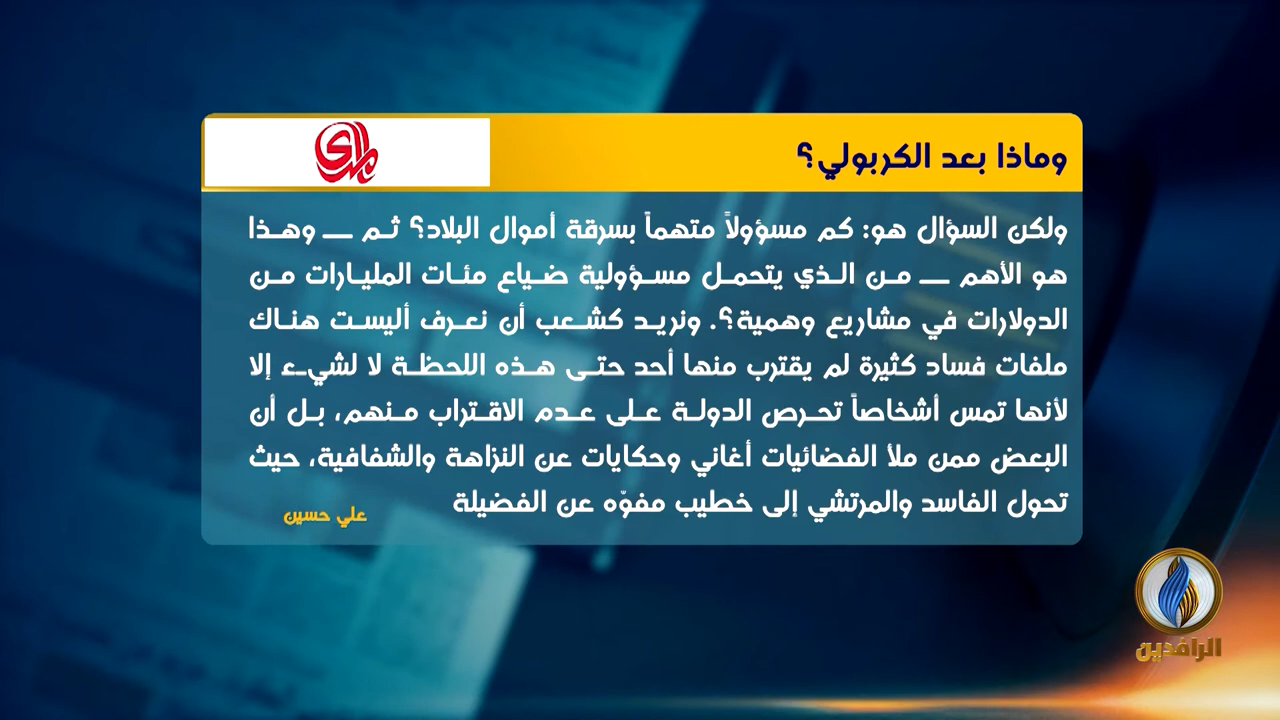 وماذا بعد الكربولي؟
المدى
ولكن السؤال هو: كم مسؤولاً متهماً بسرقة أموال البلاد؟ ثم ــ وهذا
هو الأهم ــ من الذي يتحمل مسؤولية ضياع مئات المليارات من
الدولارات في مشاريع وهمية؟. ونريد كشعب أن نعرف أليست هناك
ملفات فساد كثيرة لم يقترب منها أحد حتى هذه اللحظة لا لشيء إلا
لأنها تمس أشخاصاً تحرص الدولة على عدم الاقتراب منهم، بل أن
البعض ممن ملأ الفضائيات أغاني وحكايات عن النزاهة والشفافية، حيث
تحول الفاسد والمرتشي إلى خطيب مفوّه عن الفضيلة
علي حسين
الرافدين